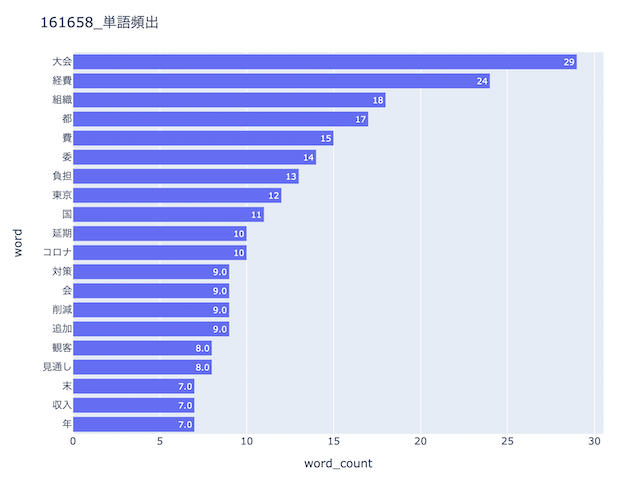 161658_単語頻出
大会 29
経費 24
組織 18
都 17
費 15
委 14
負担 13
東京 12
国 11
延期 10
コロナ 10
対策 9.0
会 9.0
削減 9.0
追加 9.0
観客 8.0
見通し 8.0
末 7.0
収入 7.0
年 7.0
word
0 5 10 15 20 25 30
word_count